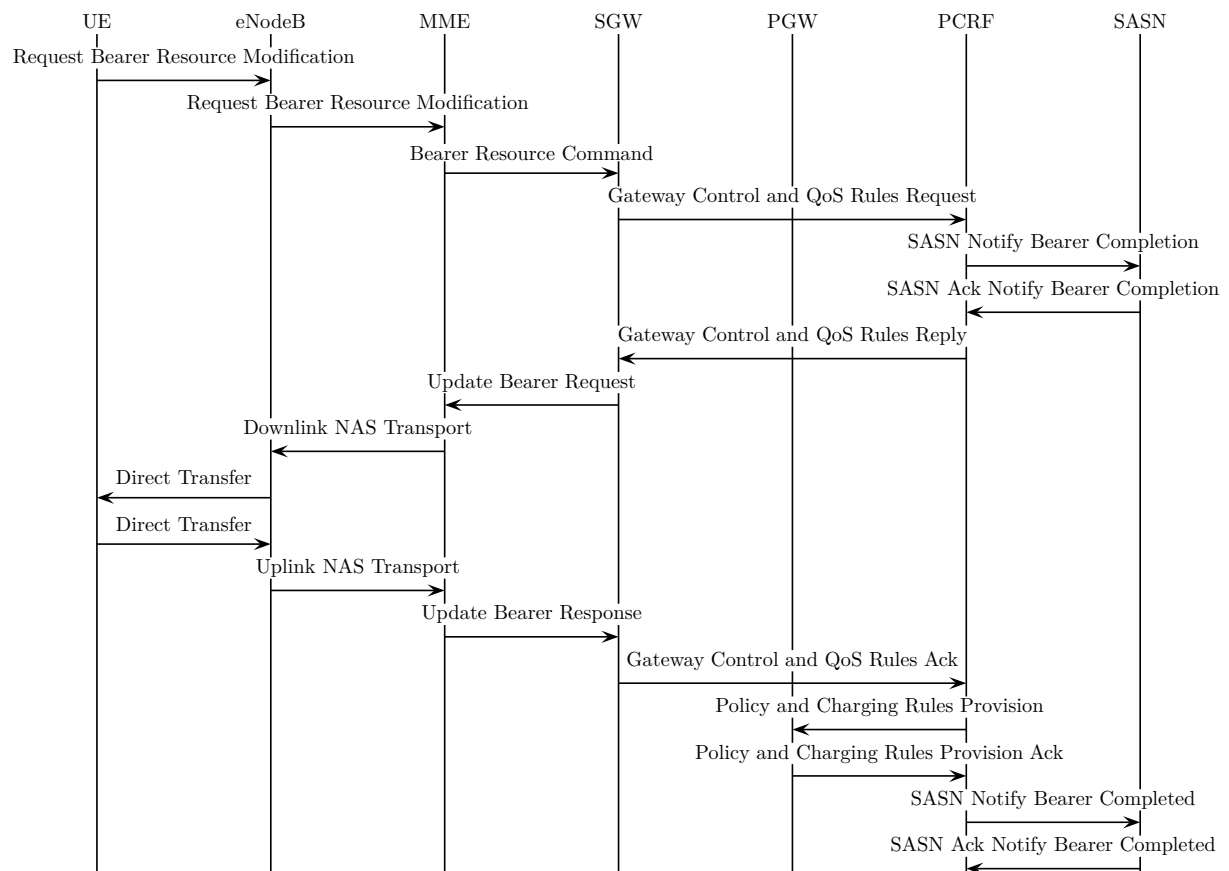 UE eNodeB MME SGW PGW PCRF SASN
Request Bearer Resource Modification
Request Bearer Resource Modification
Bearer Resource Command
Gateway Control and QoS Rules Request
SASN Notify Bearer Completion
SASN Ack Notify Bearer Completion
Gateway Control and QoS Rules Reply
Update Bearer Request
Downlink NAS Transport
Direct Transfer
Direct Transfer
Uplink NAS Transport
Update Bearer Response
Gateway Control and QoS Rules Ack
Policy and Charging Rules Provision
Policy and Charging Rules Provision Ack
SASN Notify Bearer Completed
SASN Ack Notify Bearer Completed